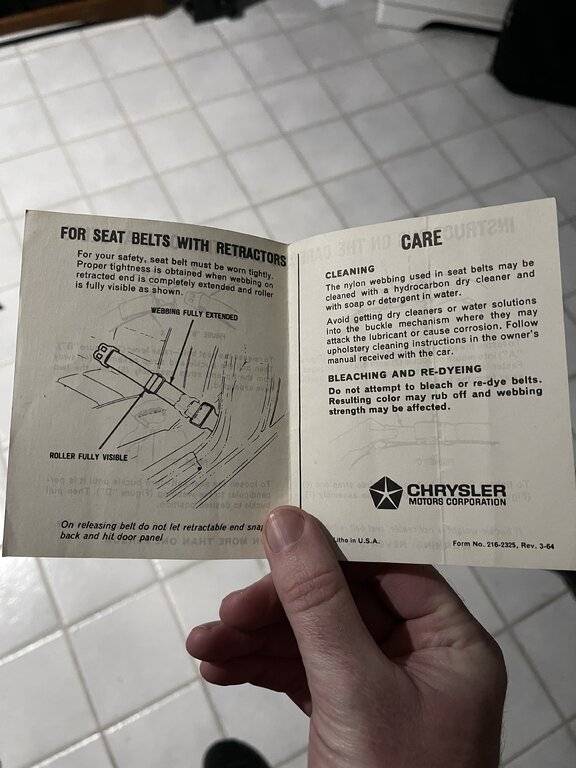 FOR SEAT BELTS WITH RETRACTORS
For your safety, seat belt must be worn tightly.
Proper tightness is obtained when webbing on
retracted end is completely extended and roller
is fully visible as shown.
WEBBING FULLY EXTENDED
ROLLER FULLY VISIBLE
On releasing belt do not let retractable end snap
back and hit door panel
CARE
CLEANING
The nylon webbing used in seat belts may be
cleaned with a hydrocarbon dry cleaner and
with soap or detergent in water.
Avoid getting dry cleaners or water solutions
into the buckle mechanism where they may
attack the lubricant or cause corrosion. Follow
upholstery cleaning instructions in the owner's
manual received with the car.
BLEACHING AND RE-DYEING
Do not attempt to bleach or re-dye belts.
Resulting color may rub off and webbing
strength may be affected.
CHRYSLER
MOTORS CORPORATION
Litho in U.S.A.
Form No. 216-2325, Rev. 3-64